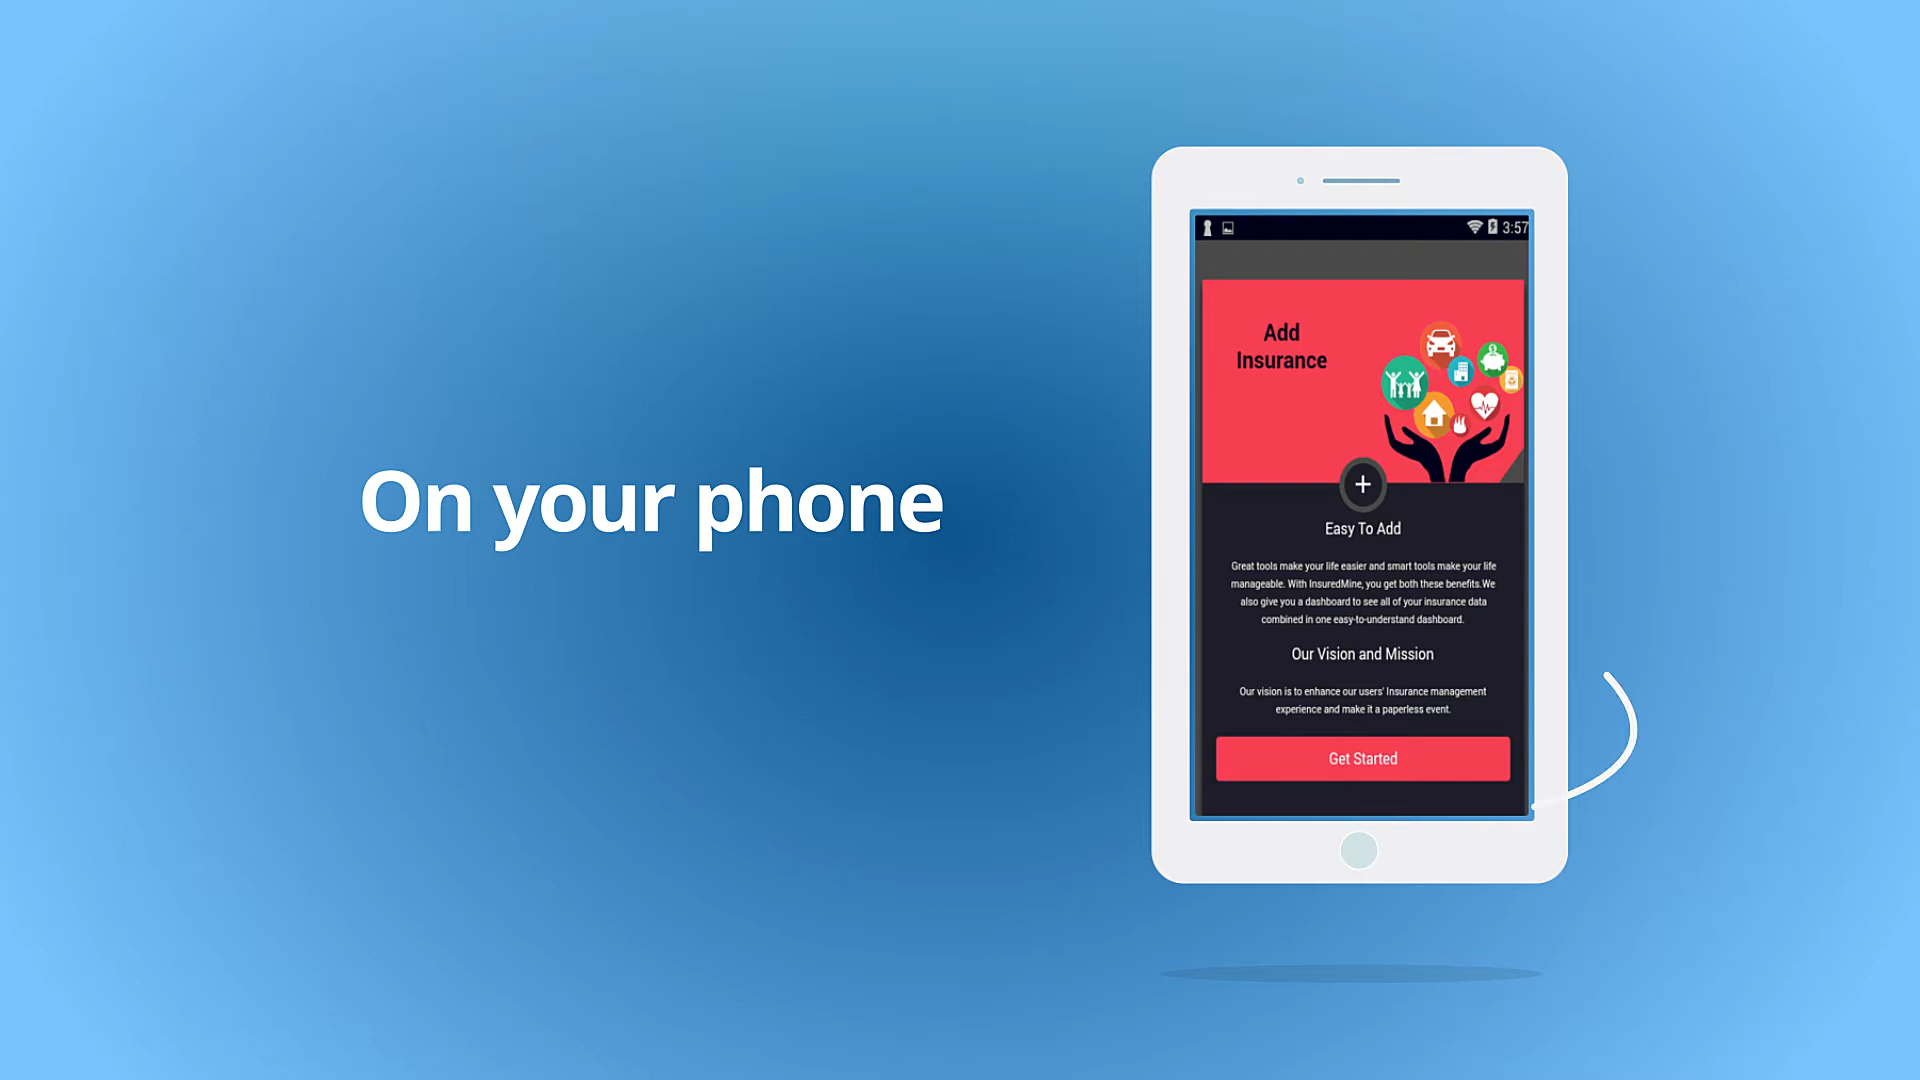 On your phone
3:57
Add
Insurance
+
Easy To Add
Great tools make your life easier and smart tools make your life
manageable. With InsuredMine, you get both these benefits.We
also give you a dashboard to see all of your insurance data
combined in one easy-to-understand dashboard.
Our Vision and Mission
Our vision is to enhance our users' Insurance management
experience and make it a paperless event.
Get Started